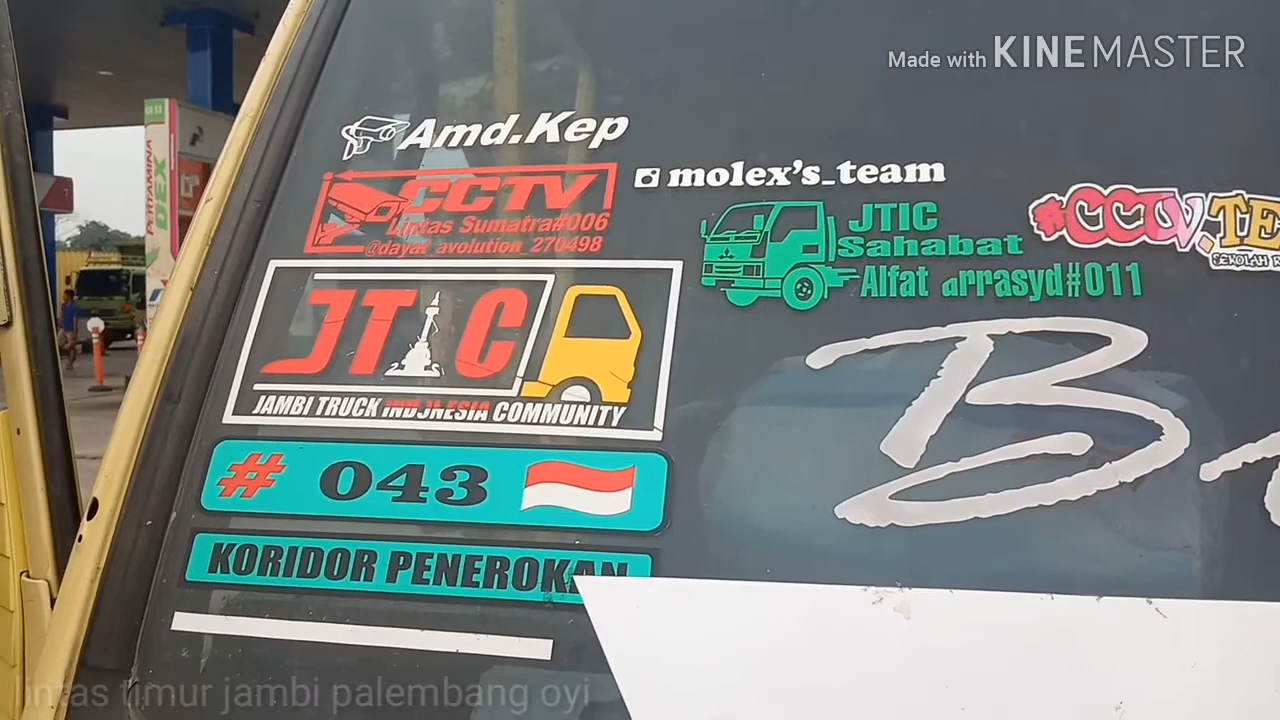 Made with KINEMASTER
PERTAMINA
DEX
Amd.Kep
CCTV
Lintas Sumatra#006
@dayat_avolution_270498
molex's_team
JTIC
Sahabat
Alfat arrasyd#011
#CCTV.TE
JTIC
JAMBI TRUCK INDONESIA COMMUNITY
# 043
KORIDOR PENEROKAN
lintas timur jambi palembang oyi